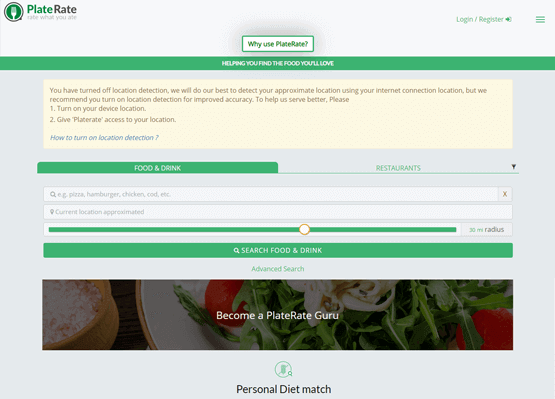 PlateRate
rate what you ate
Login / Register
Why use PlateRate?
HELPING YOU FIND THE FOOD YOU'LL LOVE
You have turned off location detection, we will do our best to detect your approximate location using your internet connection location, but we
recommend you turn on location detection for improved accuracy. To help us serve better, Please
1. Turn on your device location.
2. Give 'Platerate' access to your location.
How to turn on location detection ?
FOOD & DRINK
RESTAURANTS
e.g. pizza, hamburger, chicken, cod, etc.
X
Current location approximated
30 mi radius
SEARCH FOOD & DRINK
Advanced Search
Become a PlateRate Guru
Personal Diet match